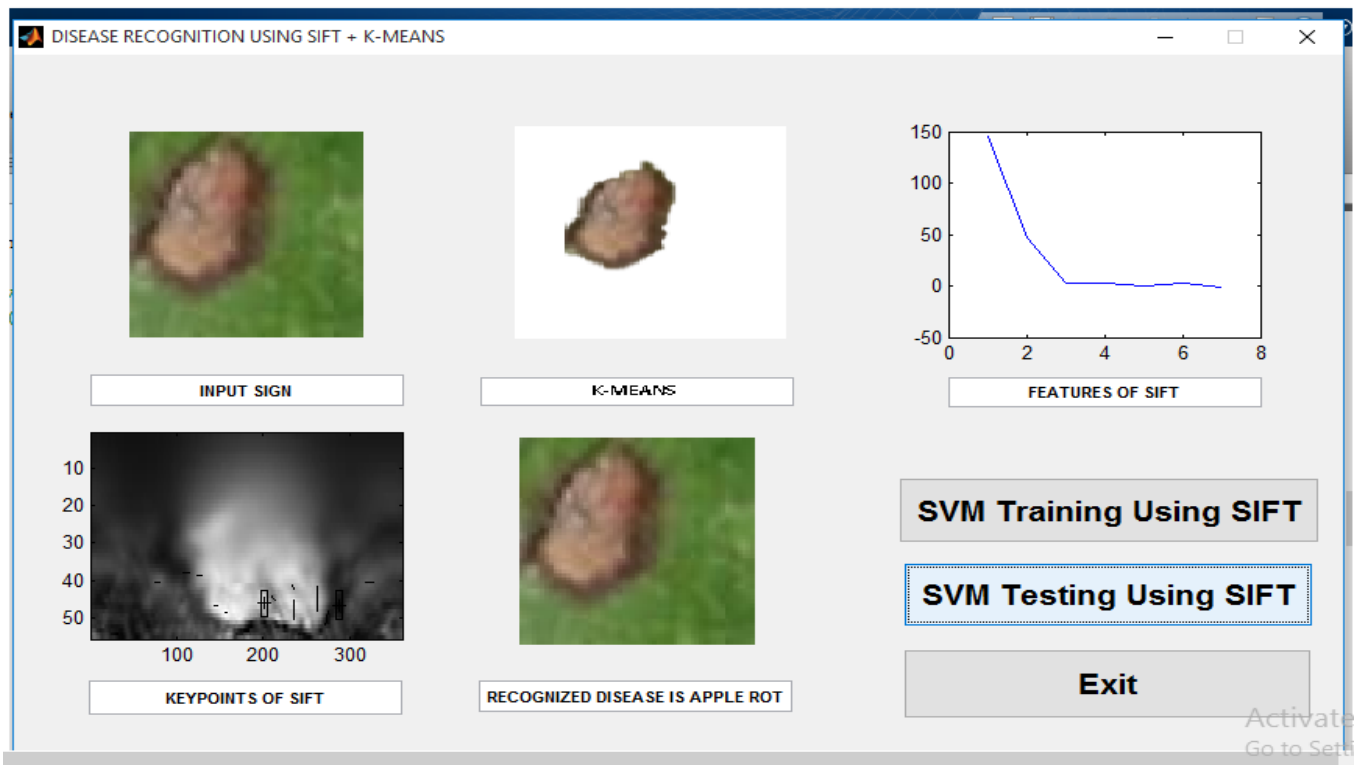 DISEASE RECOGNITION USING SIFT + K-MEANS
150
100
50
0
-50
0 2 4 6 8
INPUT SIGN
K-MEANS
FEATURES OF SIFT
10
20
30
40
50
100 200 300
KEYPOINTS OF SIFT
RECOGNIZED DISEASE IS APPLE ROT
SVM Training Using SIFT
SVM Testing Using SIFT
Exit
Activate
Go to